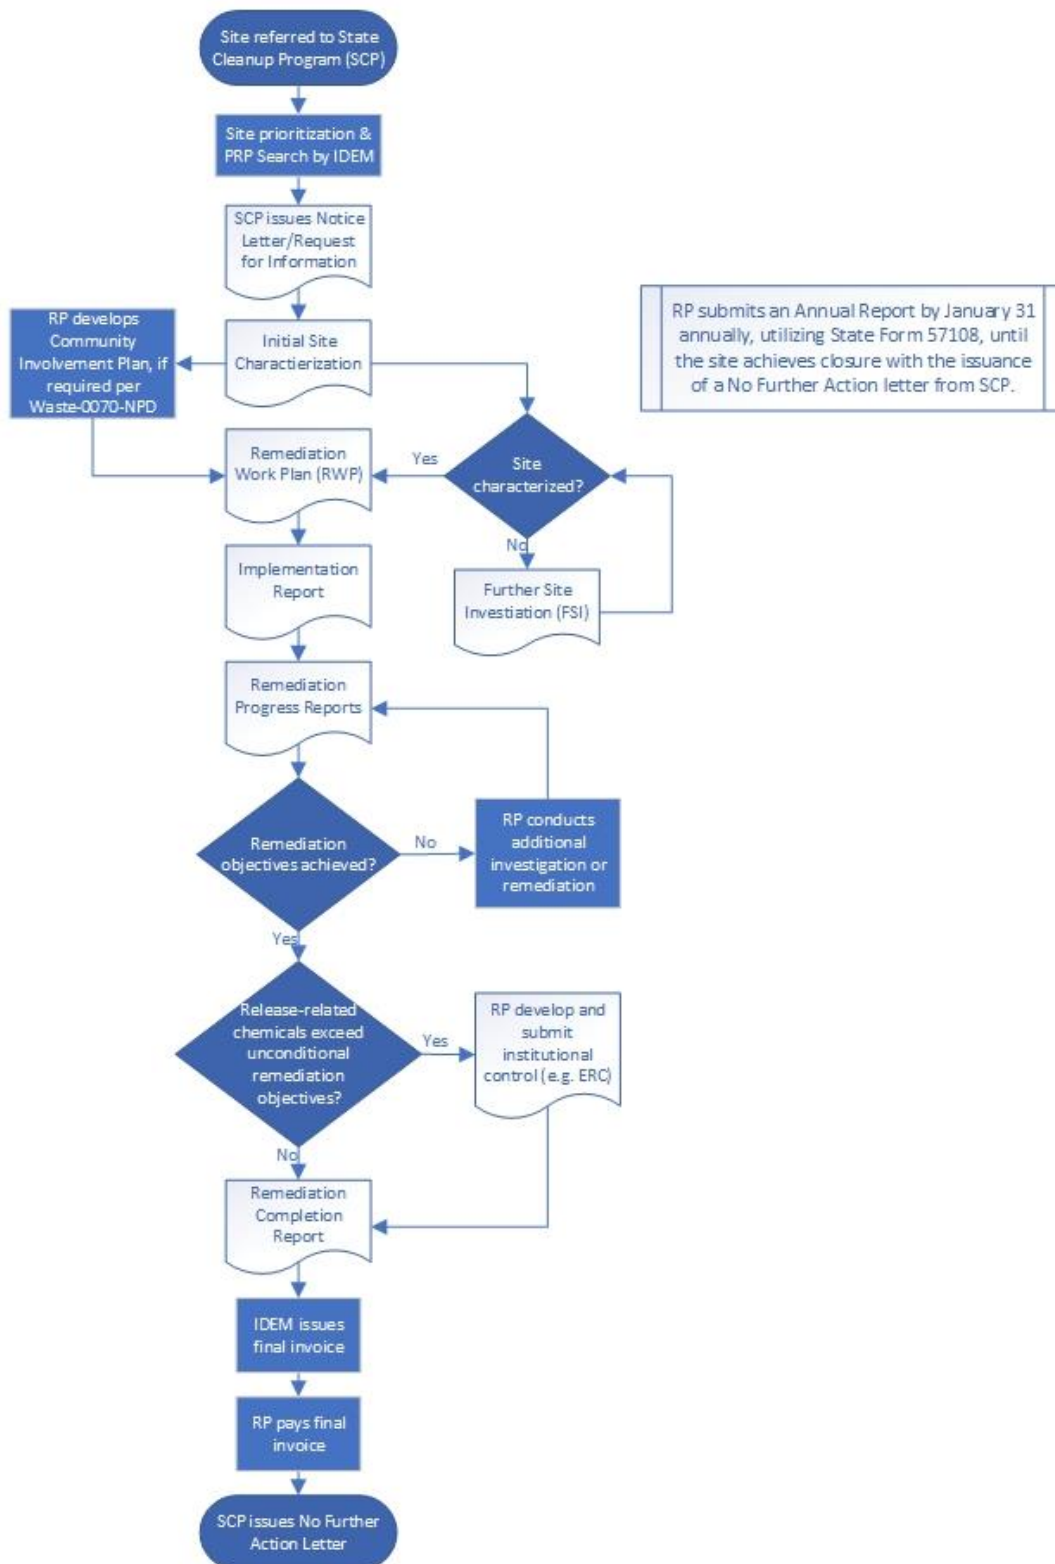 Site referred to State
Cleanup Program (SCP)
Site prioritization &
PRP Search by IDEM
SCP issues Notice
Letter/Request
for Information
RP develops
Community
Involvement Plan, if
required per
Waste-0070-NPD
Initial Site
Charactierization
RP submits an Annual Report by January 31
annually, utilizing State Form 57108, until
the site achieves closure with the issuance
of a No Further Action letter from SCP.
Remediation
Work Plan (RWP)
Yes
Site
characterized?
No
Implementation
Report
Further Site
Investiation (FSI)
Remediation
Progress Reports
Remediation
objectives achieved?
No
RP conducts
additional
investigation or
remediation
Yes
Release-related
chemicals exceed
unconditional
remediation
objectives?
Yes
RP develop and
submit
institutional
control (e.g. ERC)
No
Remediation
Completion
Report
IDEM issues
final invoice
RP pays final
invoice
SCP issues No Further
Action Letter